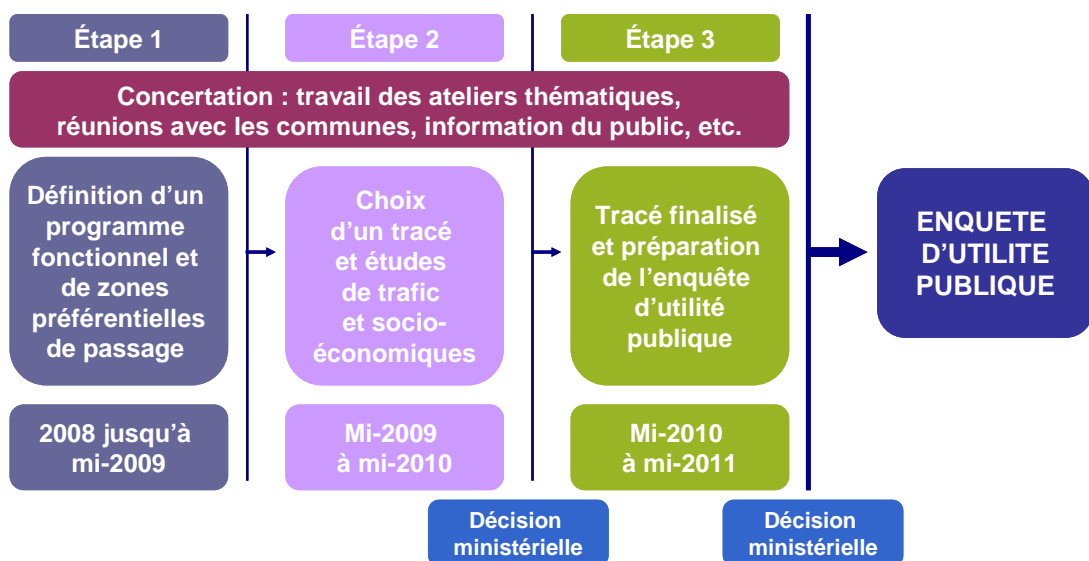 Étape 1
Étape 2
Étape 3
Concertation : travail des ateliers thématiques,
réunions avec les communes, information du public, etc.
Définition d’un
programme
fonctionnel et
de zones
préférentielles
de passage
Choix
d’un tracé
et études
de trafic
et socio-
économiques
Tracé finalisé
et préparation
de l’enquête
d’utilité
publique
ENQUETE
D’UTILITE
PUBLIQUE
2008 jusqu’à
mi-2009
Mi-2009
à mi-2010
Mi-2010
à mi-2011
Décision
ministérielle
Décision
ministérielle